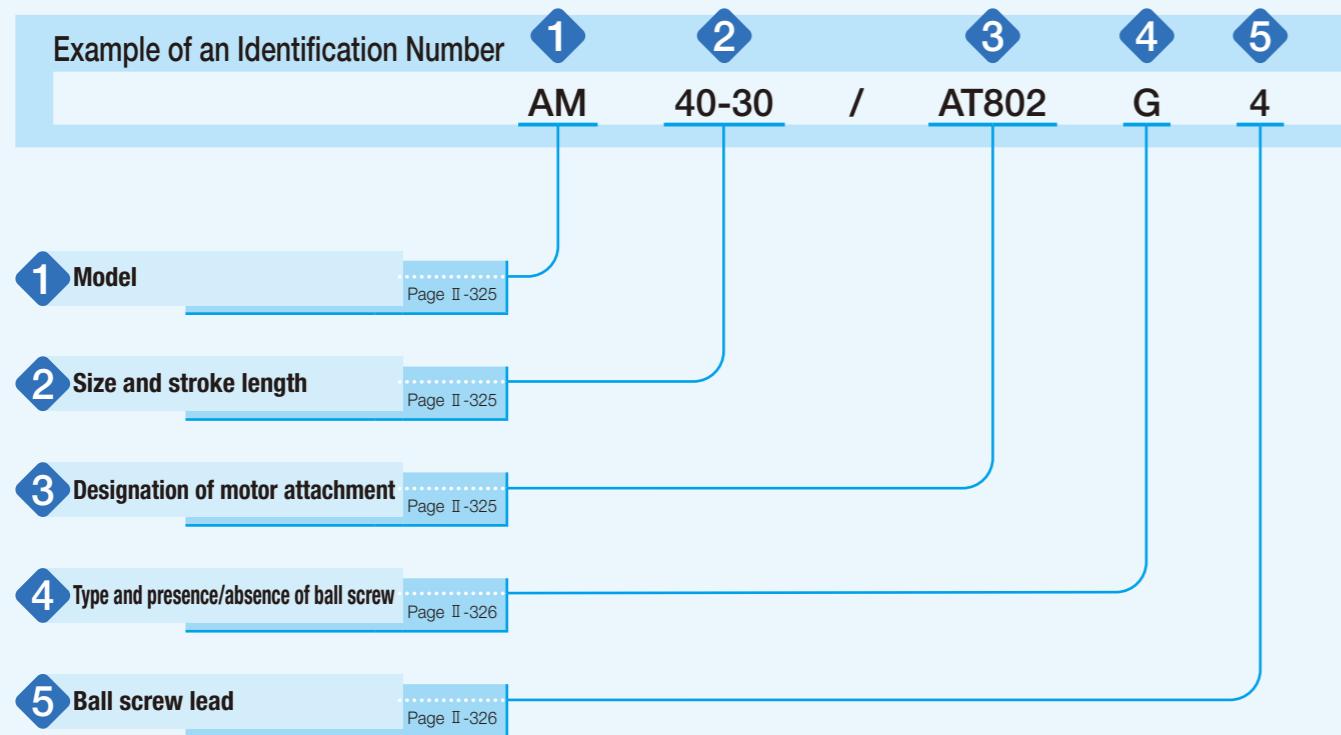 Example of an Identification Number 1 2 3 4 5
AM 40-30 / AT802 G 4
1 Model
Page Ⅱ-325
2 Size and stroke length
Page Ⅱ-325
3 Designation of motor attachment
Page Ⅱ-325
4 Type and presence/absence of ball screw
Page Ⅱ-326
5 Ball screw lead
Page Ⅱ-326